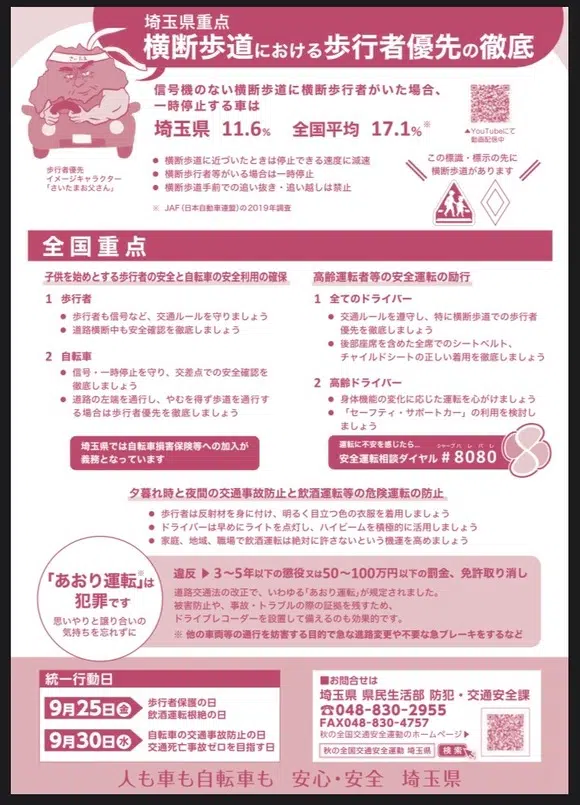 埼玉県重点
横断歩道における歩行者優先の徹底
信号機のない横断歩道に横断歩行者がいた場合、
一時停止する車は
埼玉県 11.6% 全国平均 17.1%※
● 横断歩道に近づいたときは停止できる速度に減速
● 横断歩行者等がいる場合は一時停止
● 横断歩道手前での追い抜き・追い越しは禁止
※ JAF(日本自動車連盟)の2019年調査
歩行者優先
イメージキャラクター
「さいたまお父さん」
▲YouTubeにて
動画配信中
この標識・標示の先に
横断歩道があります
全国重点
子供を始めとする歩行者の安全と自転車の安全利用の確保
1 歩行者
● 歩行者も信号など、交通ルールを守りましょう
● 道路横断中も安全確認を徹底しましょう
2 自転車
● 信号・一時停止を守り、交差点での安全確認を
徹底しましょう
● 道路の左端を通行し、やむを得ず歩道を通行す
る場合は歩行者優先を徹底しましょう
埼玉県では自転車損害保険等への加入が
義務となっています
高齢運転者等の安全運転の励行
1 全てのドライバー
● 交通ルールを遵守し、特に横断歩道での歩行者
優先を徹底しましょう
● 後部座席を含めた全席でのシートベルト、
チャイルドシートの正しい着用を徹底しましょう
2 高齢ドライバー
● 身体機能の変化に応じた運転を心がけましょう
● 「セーフティ・サポートカー」の利用を検討し
ましょう
運転に不安を感じたら…
シャープ ハ レ バ レ
安全運転相談ダイヤル #8080
夕暮れ時と夜間の交通事故防止と飲酒運転等の危険運転の防止
● 歩行者は反射材を身に付け、明るく目立つ色の衣服を着用しましょう
● ドライバーは早めにライトを点灯し、ハイビームを積極的に活用しましょう
● 家庭、地域、職場で飲酒運転は絶対に許さないという機運を高めましょう
「あおり運転」※は
犯罪です
思いやりと譲り合いの
気持ちを忘れずに
違反 ▶ 3〜5年以下の懲役又は50〜100万円以下の罰金、免許取り消し
道路交通法の改正で、いわゆる「あおり運転」が規定されました。
被害防止や、事故・トラブルの際の証拠を残すため、
ドライブレコーダーを設置して備えるのも効果的です。
※ 他の車両等の通行を妨害する目的で急な進路変更や不要な急ブレーキをするなど
統一行動日
9月25日(金) 歩行者保護の日
飲酒運転根絶の日
9月30日(水) 自転車の交通事故防止の日
交通死亡事故ゼロを目指す日
■お問合せは
埼玉県 県民生活部 防犯・交通安全課
☎048-830-2955
FAX048-830-4757
秋の全国交通安全運動のホームページ▶
秋の全国交通安全運動 埼玉県 検索
人も車も自転車も 安心・安全 埼玉県